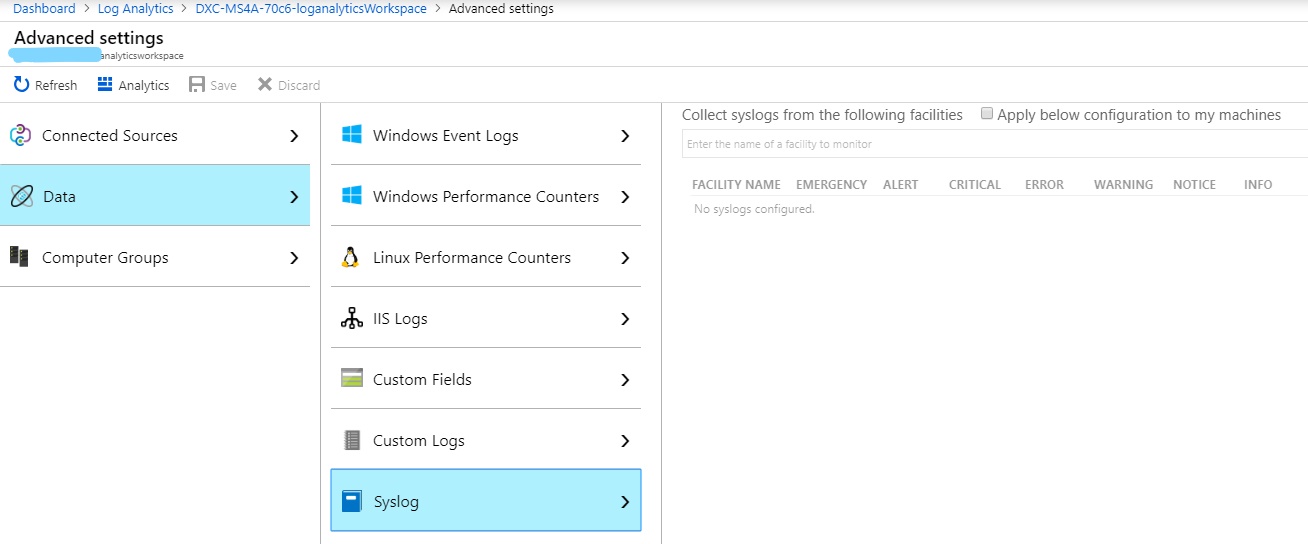 Dashboard > Log Analytics > DXC-MS4A-70c6-loganalyticsWorkspace > Advanced settings
Advanced settings
analyticsworkspace
Refresh Analytics Save Discard
Connected Sources
Data
Computer Groups
Windows Event Logs
Windows Performance Counters
Linux Performance Counters
IIS Logs
Custom Fields
Custom Logs
Syslog
Collect syslogs from the following facilities Apply below configuration to my machines
Enter the name of a facility to monitor
FACILITY NAME EMERGENCY ALERT CRITICAL ERROR WARNING NOTICE INFO
No syslogs configured.